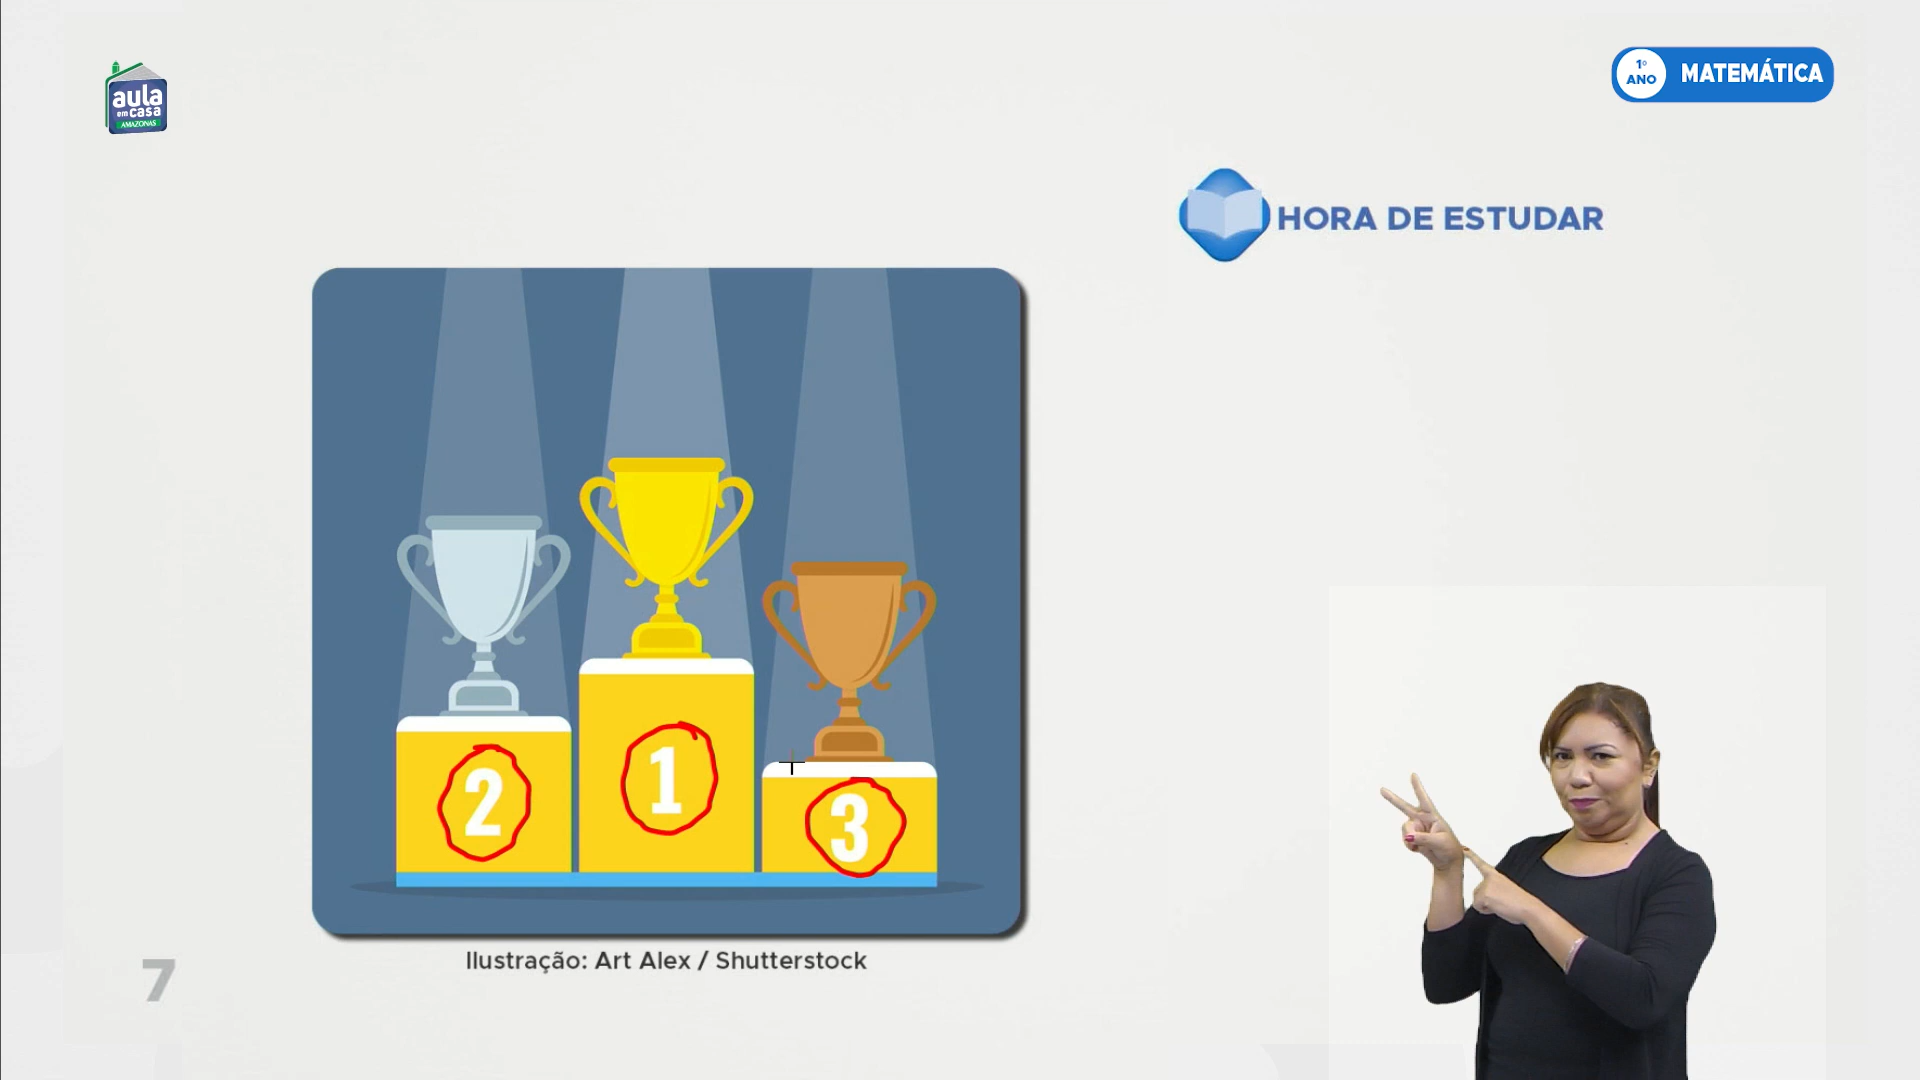 aula
em casa
AMAZONAS
1º
ANO
MATEMÁTICA
HORA DE ESTUDAR
2
1
3
Ilustração: Art Alex / Shutterstock
7